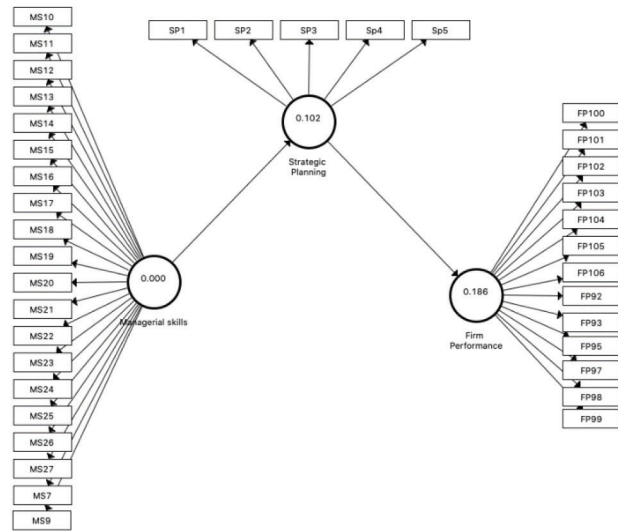 MS10
MS11
MS12
MS13
MS14
MS15
MS16
MS17
MS18
MS19
MS20
MS21
MS22
MS23
MS24
MS25
MS26
MS27
MS7
MS9
0.000
Managerial skills
SP1
SP2
SP3
Sp4
Sp5
0.102
Strategic
Planning
0.186
Firm
Performance
FP100
FP101
FP102
FP103
FP104
FP105
FP106
FP92
FP93
FP95
FP97
FP98
FP99